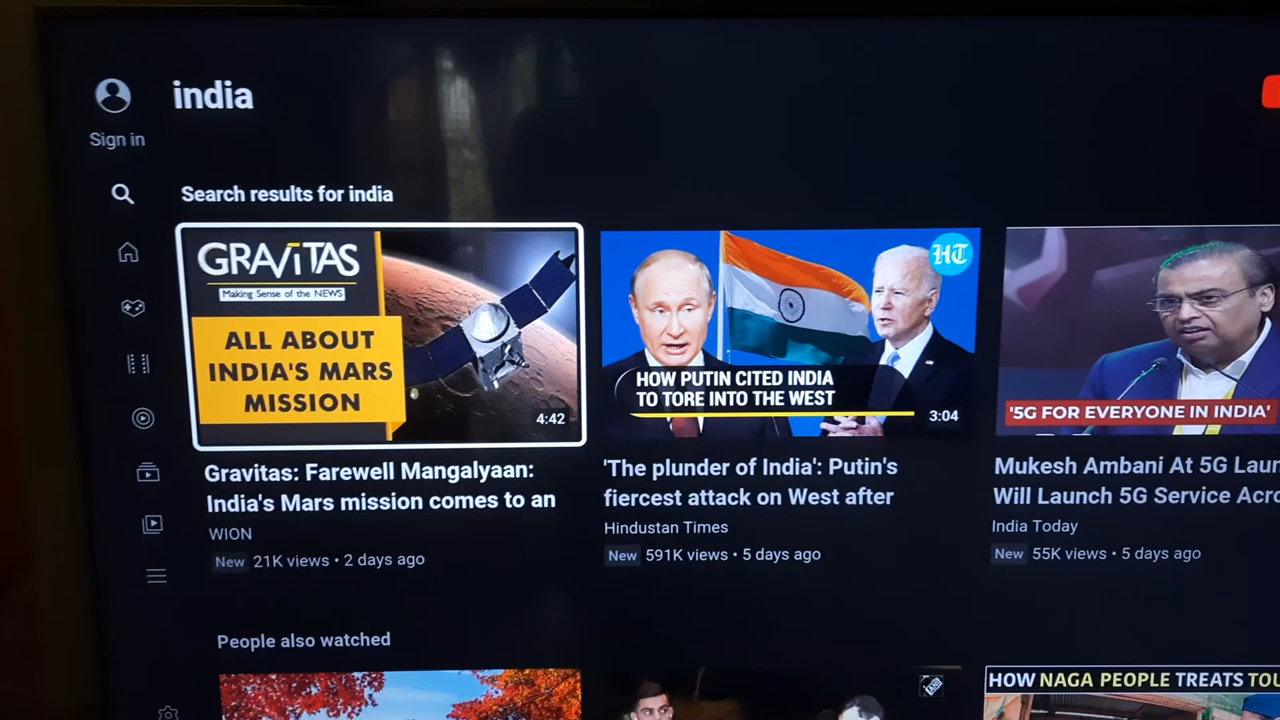 india
Sign in
Search results for india
GRAViTAS
Making Sense of the NEWS
ALL ABOUT
INDIA'S MARS
MISSION
4:42
HT
HOW PUTIN CITED INDIA
TO TORE INTO THE WEST
3:04
'5G FOR EVERYONE IN INDIA'
Gravitas: Farewell Mangalyaan:
India's Mars mission comes to an
WION
New 21K views • 2 days ago
'The plunder of India': Putin's
fiercest attack on West after
Hindustan Times
New 591K views • 5 days ago
Mukesh Ambani At 5G Laun
Will Launch 5G Service Acro
India Today
New 55K views • 5 days ago
People also watched
HOW NAGA PEOPLE TREATS TOU